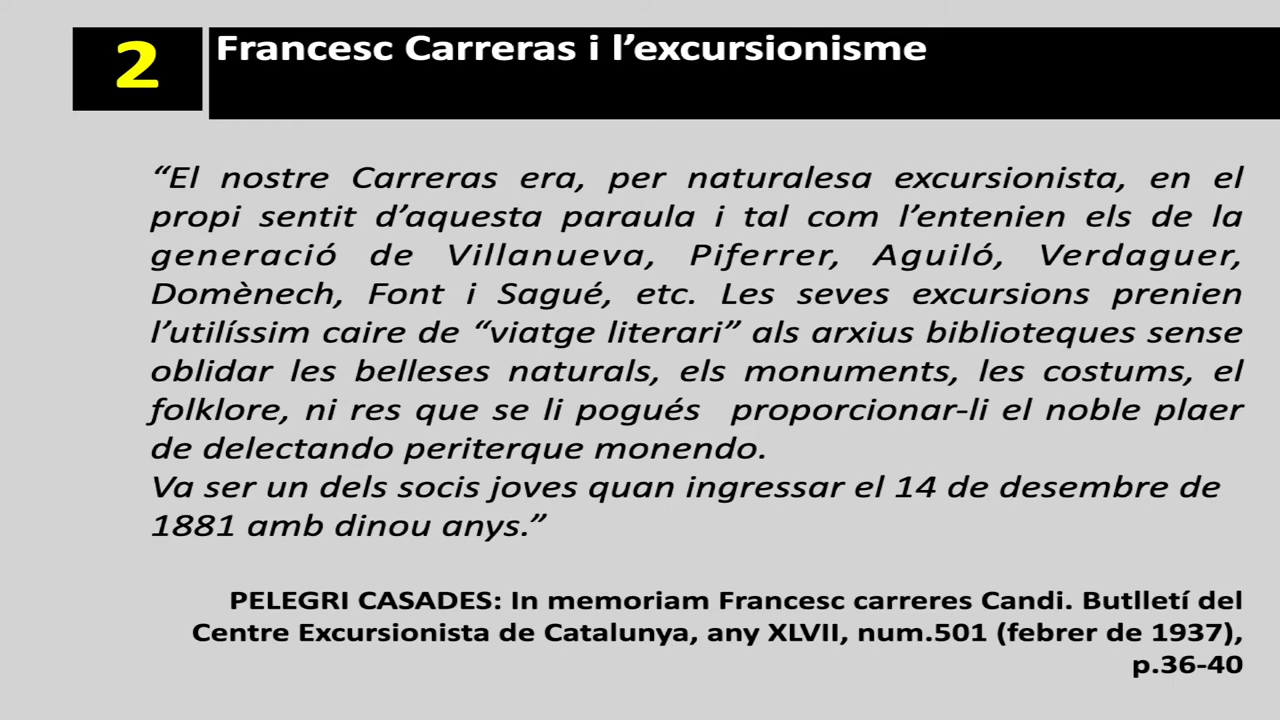 2
Francesc Carreras i l’excursionisme
“El nostre Carreras era, per naturalesa excursionista, en el
propi sentit d’aquesta paraula i tal com l’entenien els de la
generació de Villanueva, Piferrer, Aguiló, Verdaguer,
Domènech, Font i Sagué, etc. Les seves excursions prenien
l’utilíssim caire de “viatge literari” als arxius biblioteques sense
oblidar les belleses naturals, els monuments, les costums, el
folklore, ni res que se li pogués proporcionar-li el noble plaer
de delectando periterque monendo.
Va ser un dels socis joves quan ingressar el 14 de desembre de
1881 amb dinou anys.”
PELEGRI CASADES: In memoriam Francesc carreres Candi. Butlletí del
Centre Excursionista de Catalunya, any XLVII, num.501 (febrer de 1937),
p.36-40